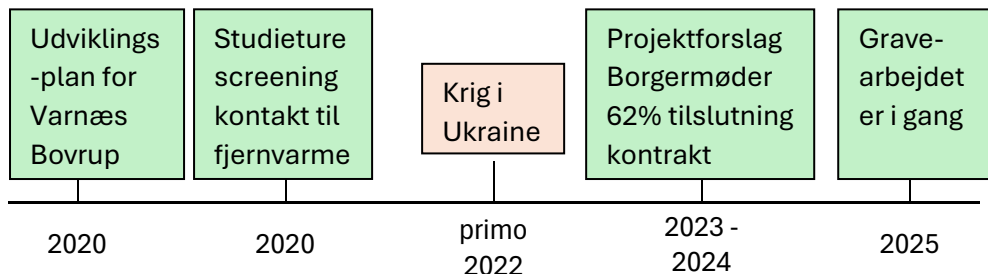 Udviklings
-plan for
Varnæs
Bovrup
Studieture
screening
kontakt til
fjernvarme
Krig i
Ukraine
Projektforslag
Borgermøder
62% tilslutning
kontrakt
Grave-
arbejdet
er i gang
2020
2020
primo
2022
2023 -
2024
2025